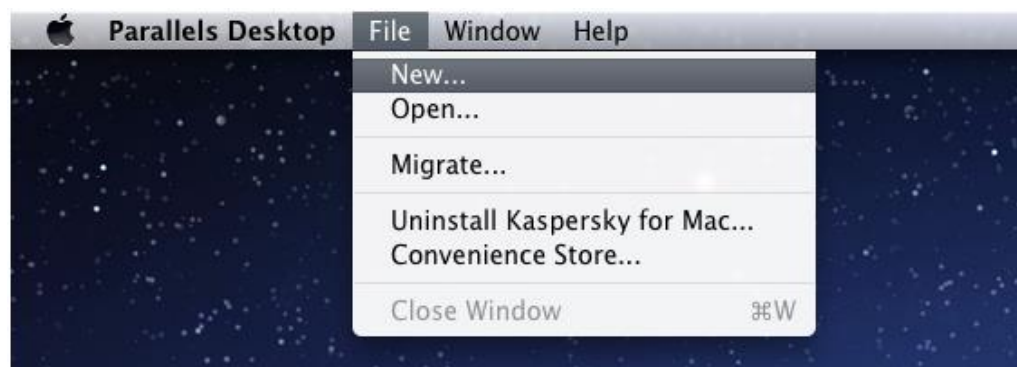 Parallels Desktop File Window Help
New...
Open...
Migrate...
Uninstall Kaspersky for Mac...
Convenience Store...
Close Window ⌘W